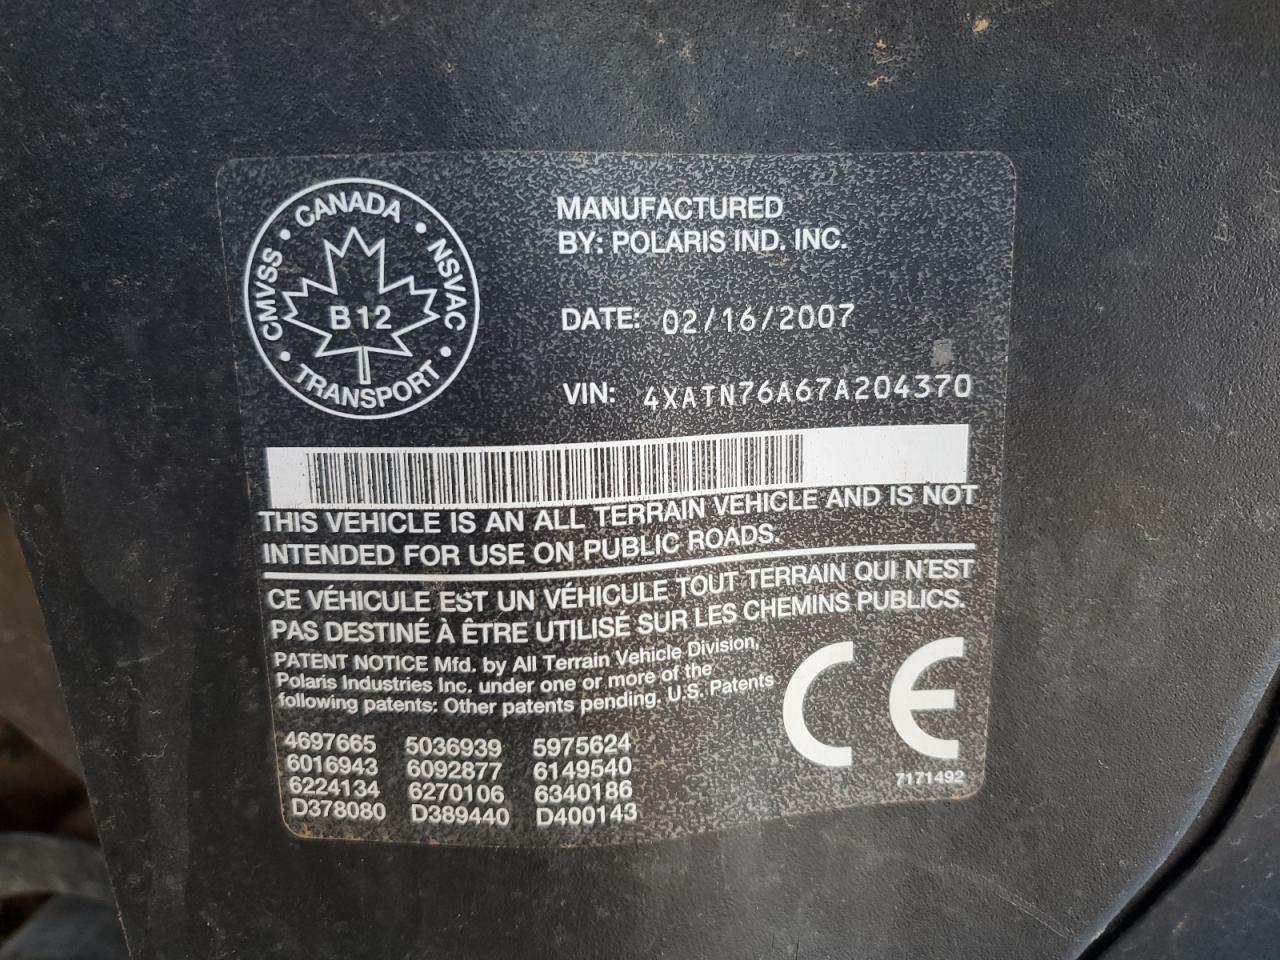 CANADA • NSVAC • TRANSPORT • CMVSS •
B12
MANUFACTURED
BY: POLARIS IND. INC.
DATE: 02/16/2007
VIN: 4XATN76A67A204370
THIS VEHICLE IS AN ALL TERRAIN VEHICLE AND IS NOT
INTENDED FOR USE ON PUBLIC ROADS.
CE VÉHICULE EST UN VÉHICULE TOUT TERRAIN QUI N'EST
PAS DESTINÉ À ÊTRE UTILISÉ SUR LES CHEMINS PUBLICS.
PATENT NOTICE Mfd. by All Terrain Vehicle Division,
Polaris Industries Inc. under one or more of the
following patents: Other patents pending. U.S. Patents
4697665 5036939 5975624
6016943 6092877 6149540
6224134 6270106 6340186
D378080 D389440 D400143
CE
7171492